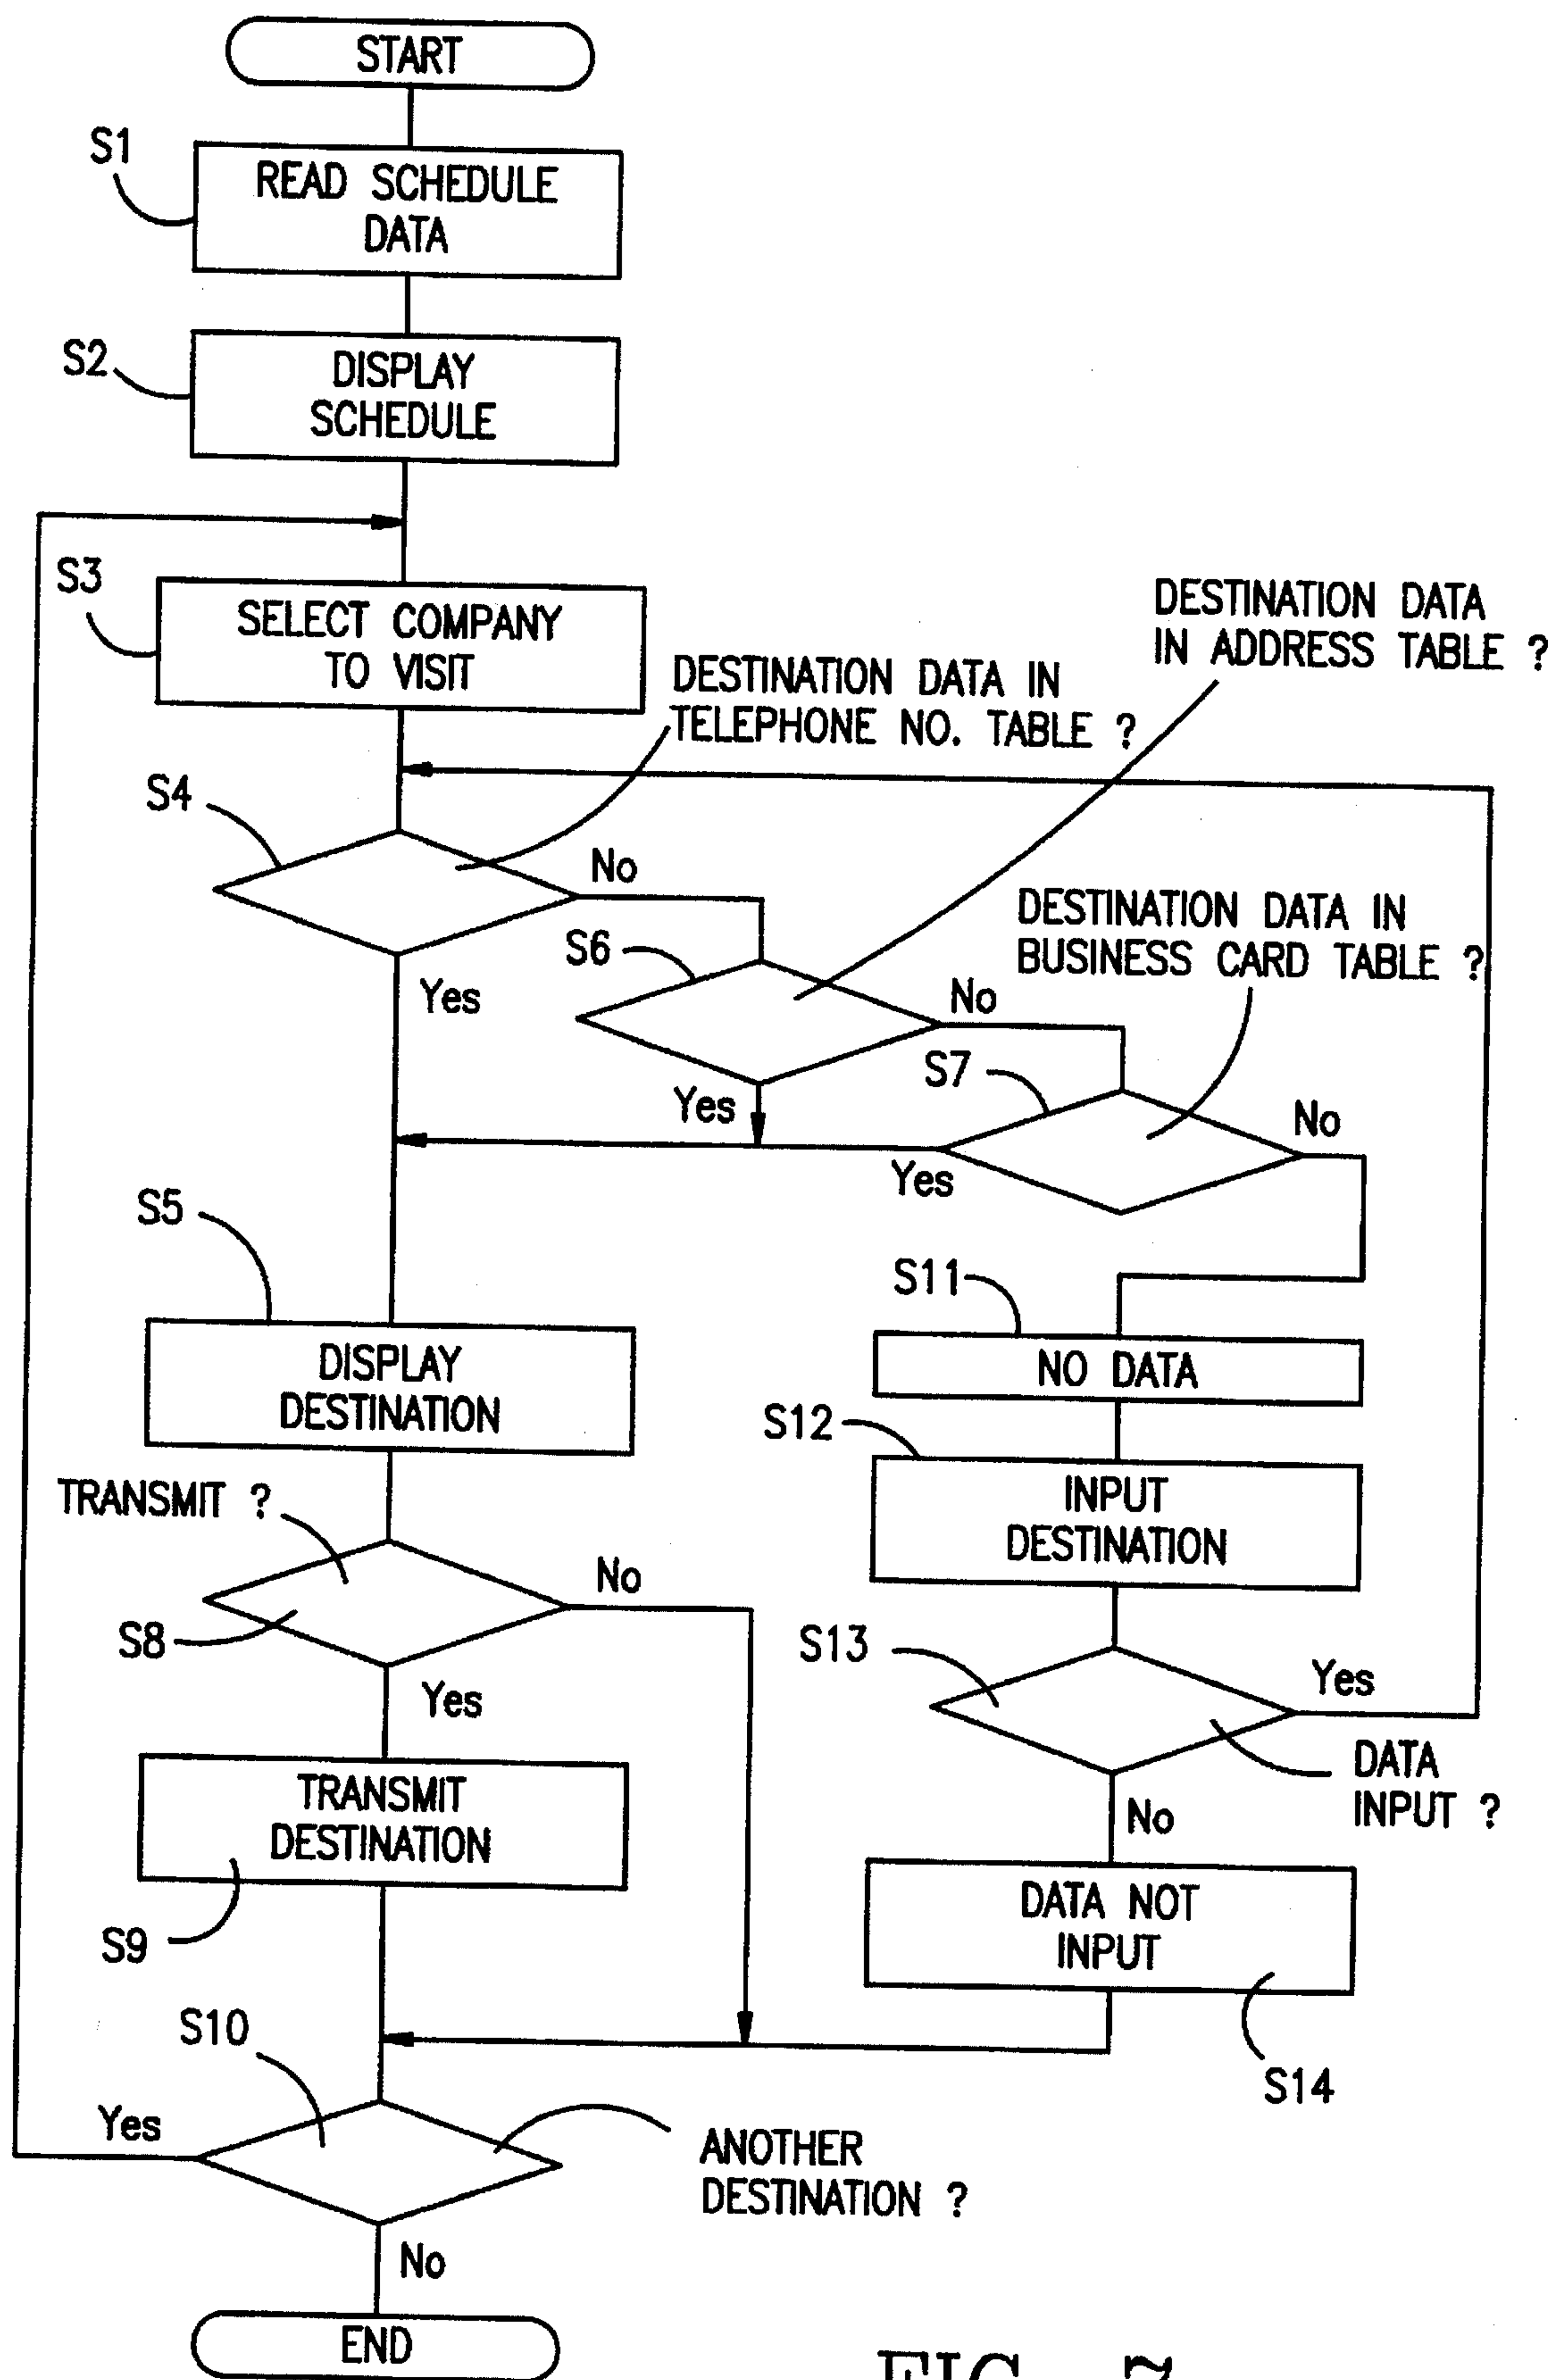 START
S1
READ SCHEDULE
DATA
S2
DISPLAY
SCHEDULE
S3
SELECT COMPANY
TO VISIT
DESTINATION DATA
IN ADDRESS TABLE ?
DESTINATION DATA IN
TELEPHONE NO. TABLE ?
S4
No
DESTINATION DATA IN
BUSINESS CARD TABLE ?
S6
Yes
No
S7
Yes
No
Yes
S5
S11
DISPLAY
DESTINATION
NO DATA
S12
TRANSMIT ?
INPUT
DESTINATION
No
S8
S13
Yes
Yes
DATA
INPUT ?
TRANSMIT
DESTINATION
No
S9
DATA NOT
INPUT
S10
S14
Yes
ANOTHER
DESTINATION ?
No
END
FIG. 7